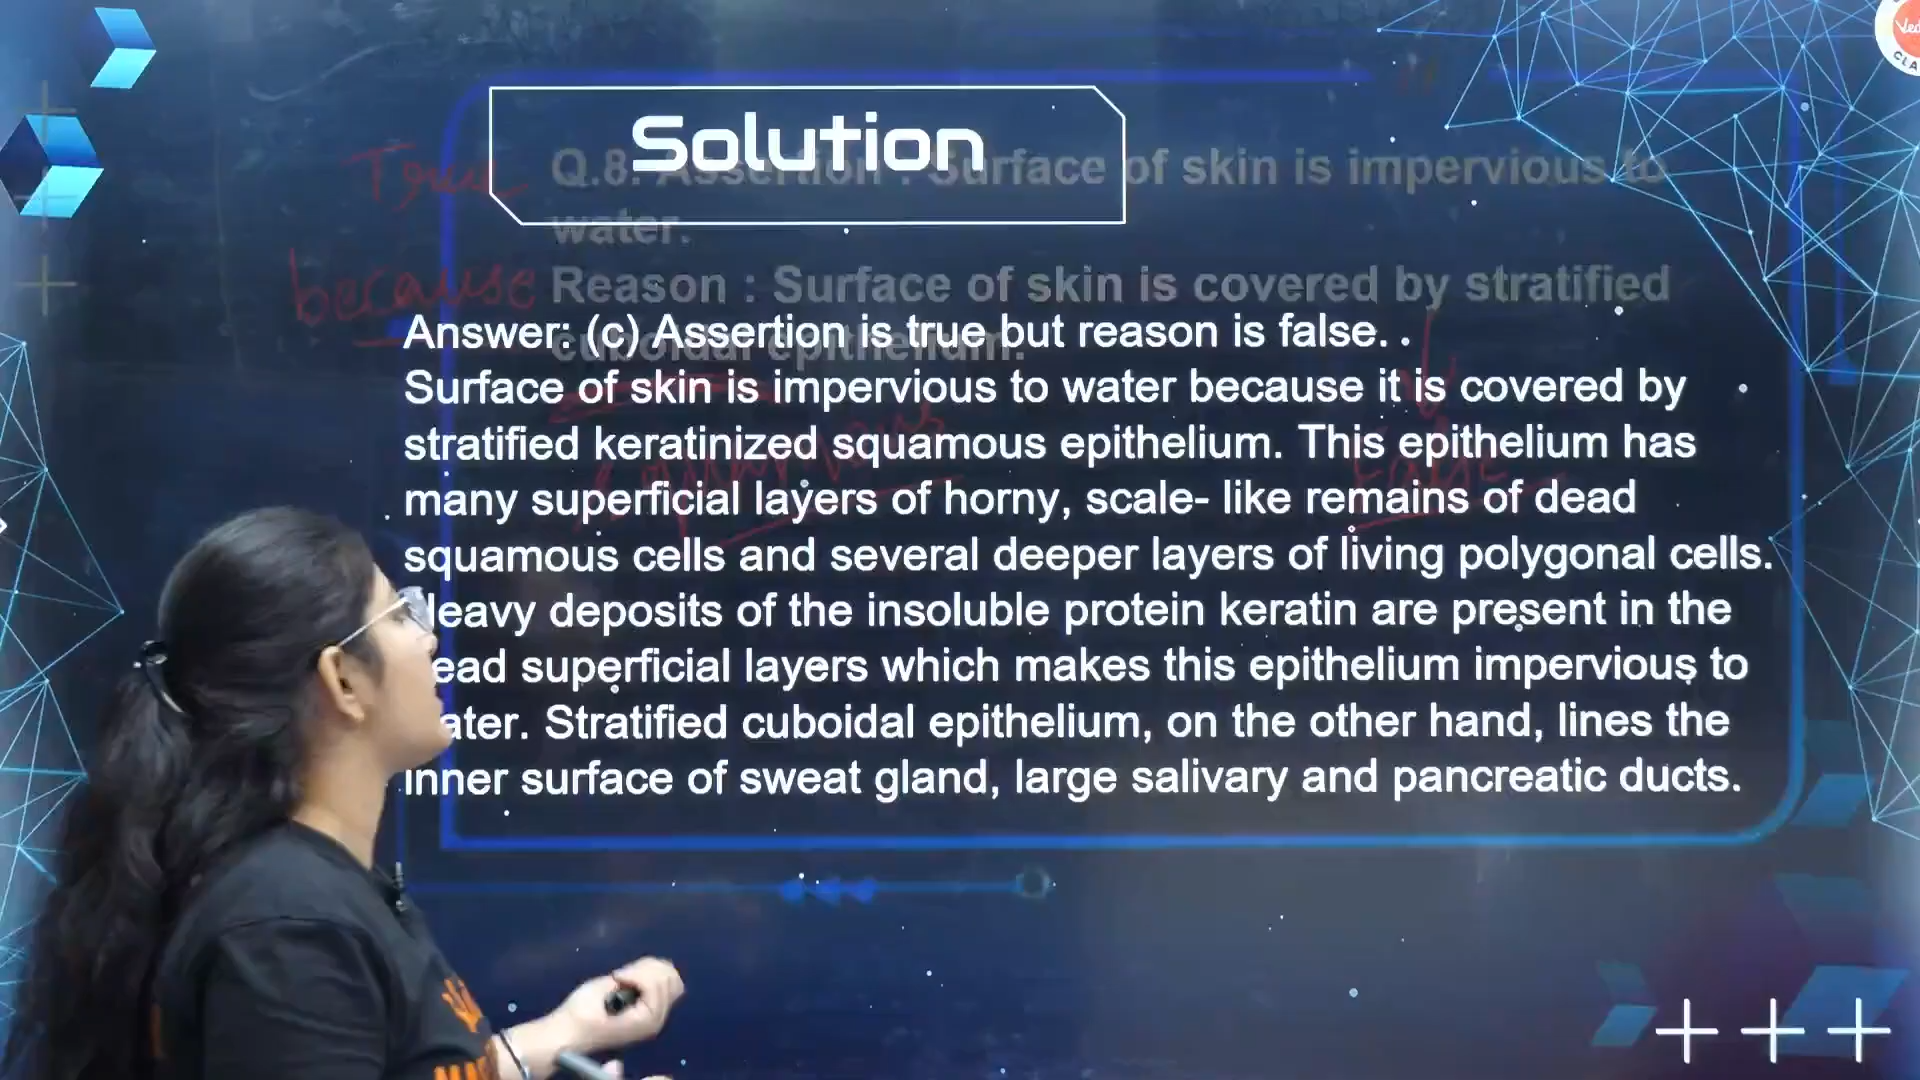 Solution
True
Q.8. Assertion : Surface of skin is impervious to
water.
because
Reason : Surface of skin is covered by stratified
cuboidal epithelium.
Answer: (c) Assertion is true but reason is false.
Surface of skin is impervious to water because it is covered by
stratified keratinized squamous epithelium. This epithelium has
many superficial layers of horny, scale- like remains of dead
squamous cells and several deeper layers of living polygonal cells.
eavy deposits of the insoluble protein keratin are present in the
ead superficial layers which makes this epithelium impervious to
ater. Stratified cuboidal epithelium, on the other hand, lines the
inner surface of sweat gland, large salivary and pancreatic ducts.
squamous
False